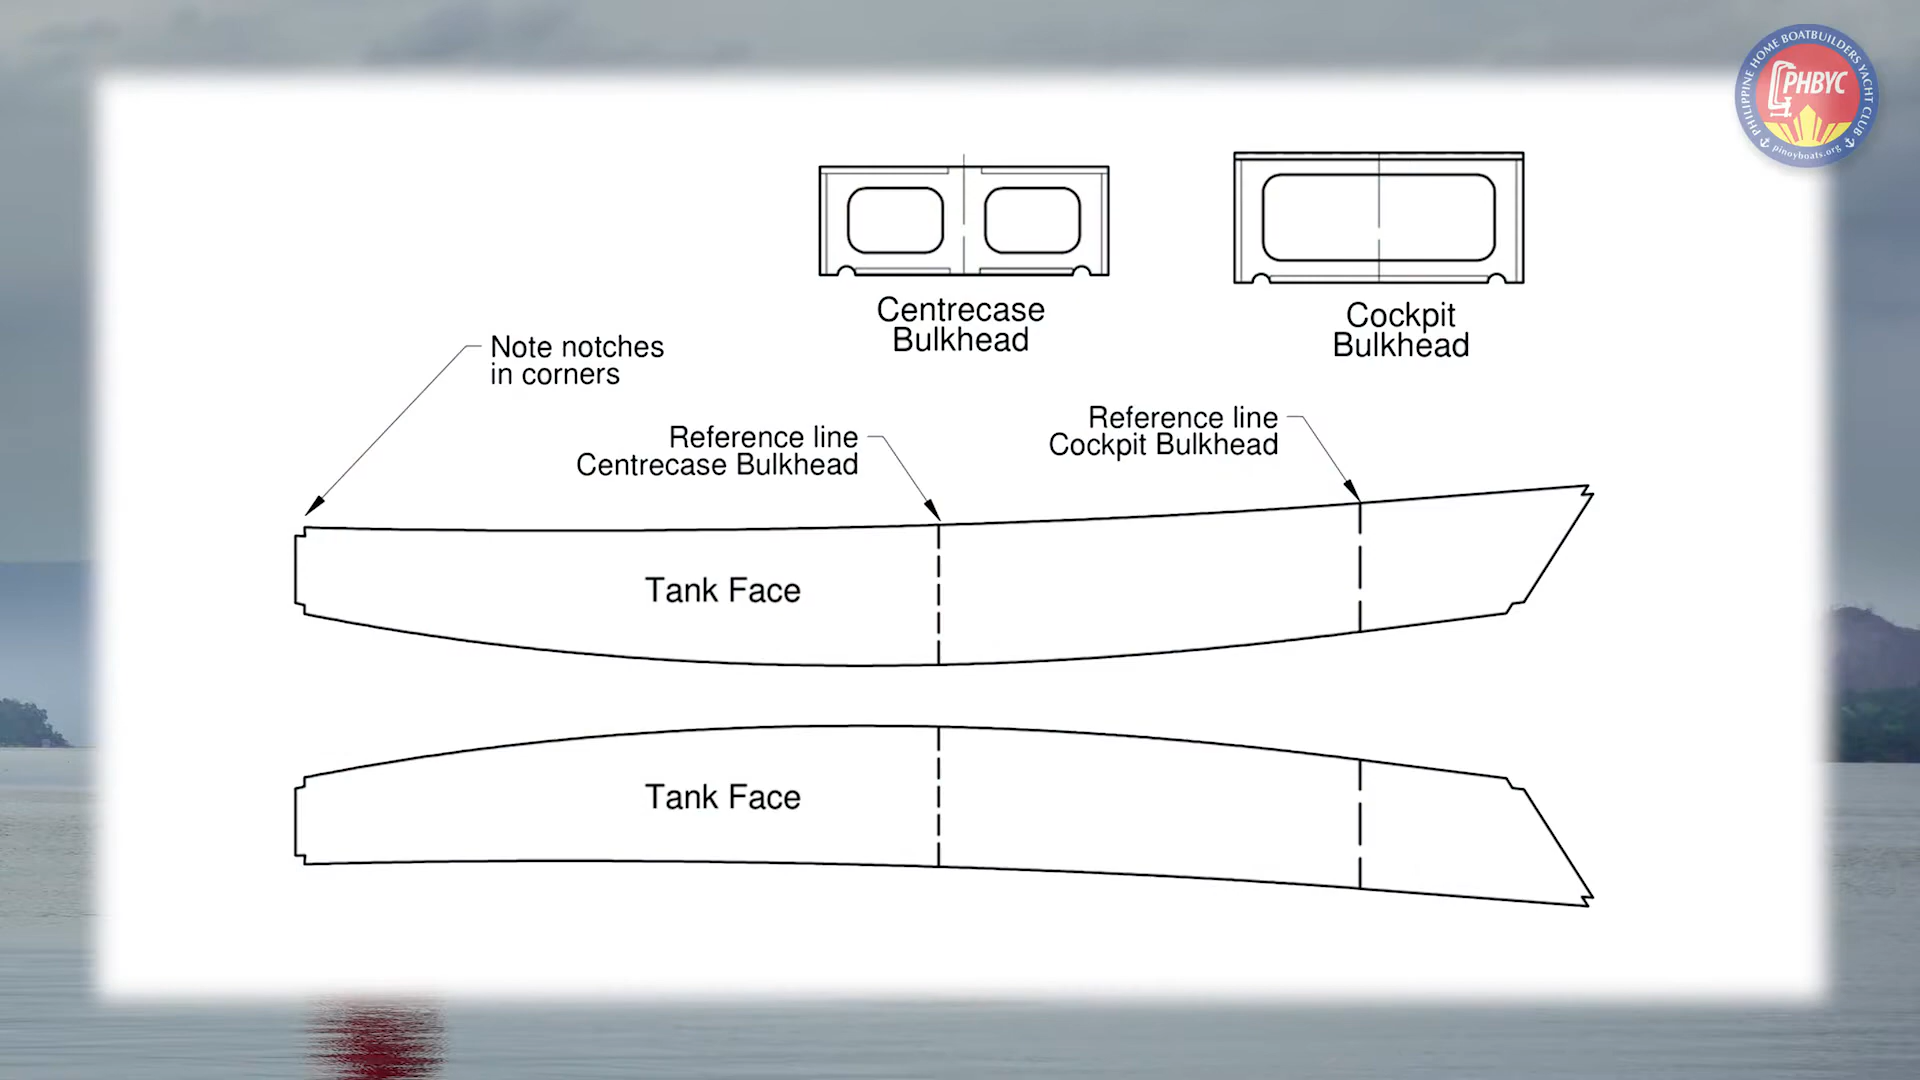 PHILIPPINE HOME BOATBUILDERS YACHT CLUB
PHBYC
pinoyboats.org
Centrecase
Bulkhead
Cockpit
Bulkhead
Note notches
in corners
Reference line
Centrecase Bulkhead
Reference line
Cockpit Bulkhead
Tank Face
Tank Face